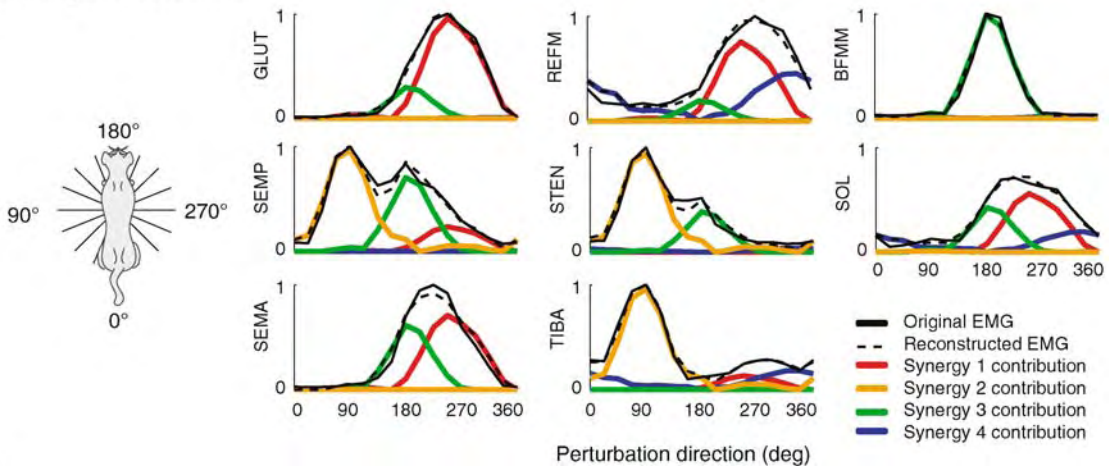 180°
90°
270°
0°
GLUT
1
0
REFM
1
0
BFMM
1
0
SEMP
1
0
STEN
1
0
SOL
1
0
0 90 180 270 360
SEMA
1
0
0 90 180 270 360
TIBA
1
0
0 90 180 270 360
Perturbation direction (deg)
Original EMG
Reconstructed EMG
Synergy 1 contribution
Synergy 2 contribution
Synergy 3 contribution
Synergy 4 contribution